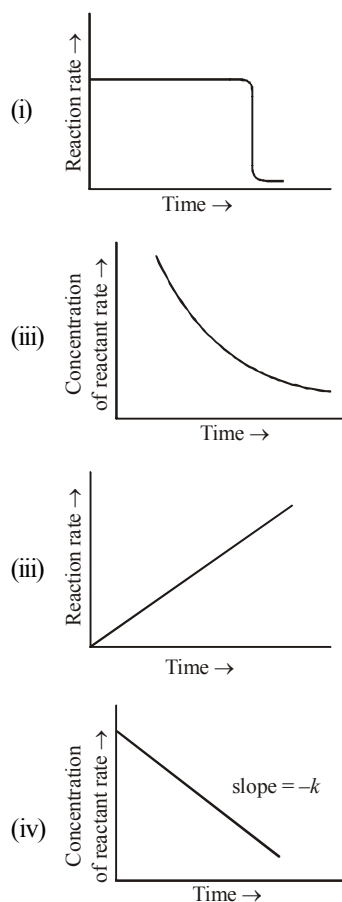 (i)
Reaction rate →
Time →
(iii)
Concentration
of reactant rate →
Time →
(iii)
Reaction rate →
Time →
(iv)
Concentration
of reactant rate →
slope = –k
Time →